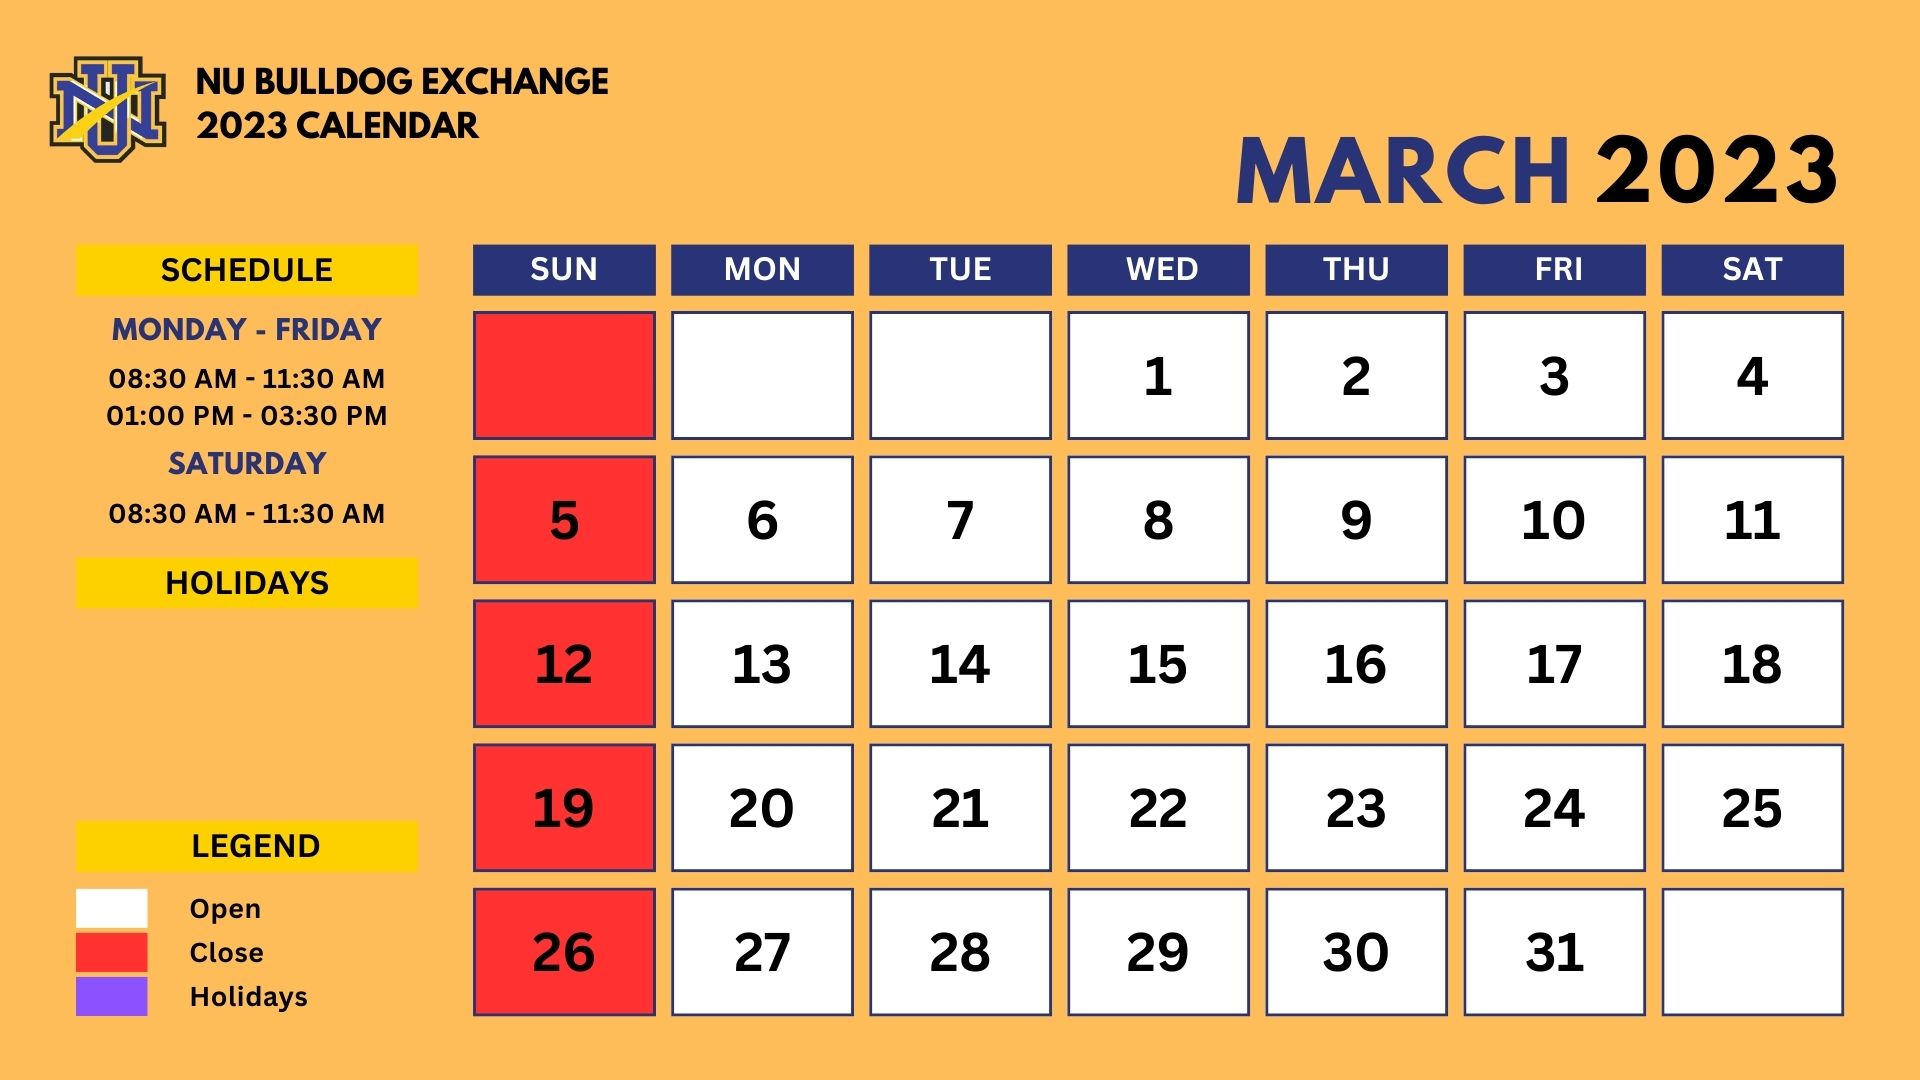 NU
NU BULLDOG EXCHANGE
2023 CALENDAR
MARCH 2023
SCHEDULE
MONDAY - FRIDAY
08:30 AM - 11:30 AM
01:00 PM - 03:30 PM
SATURDAY
08:30 AM - 11:30 AM
HOLIDAYS
LEGEND
Open
Close
Holidays
SUN MON TUE WED THU FRI SAT
1 2 3 4
5 6 7 8 9 10 11
12 13 14 15 16 17 18
19 20 21 22 23 24 25
26 27 28 29 30 31